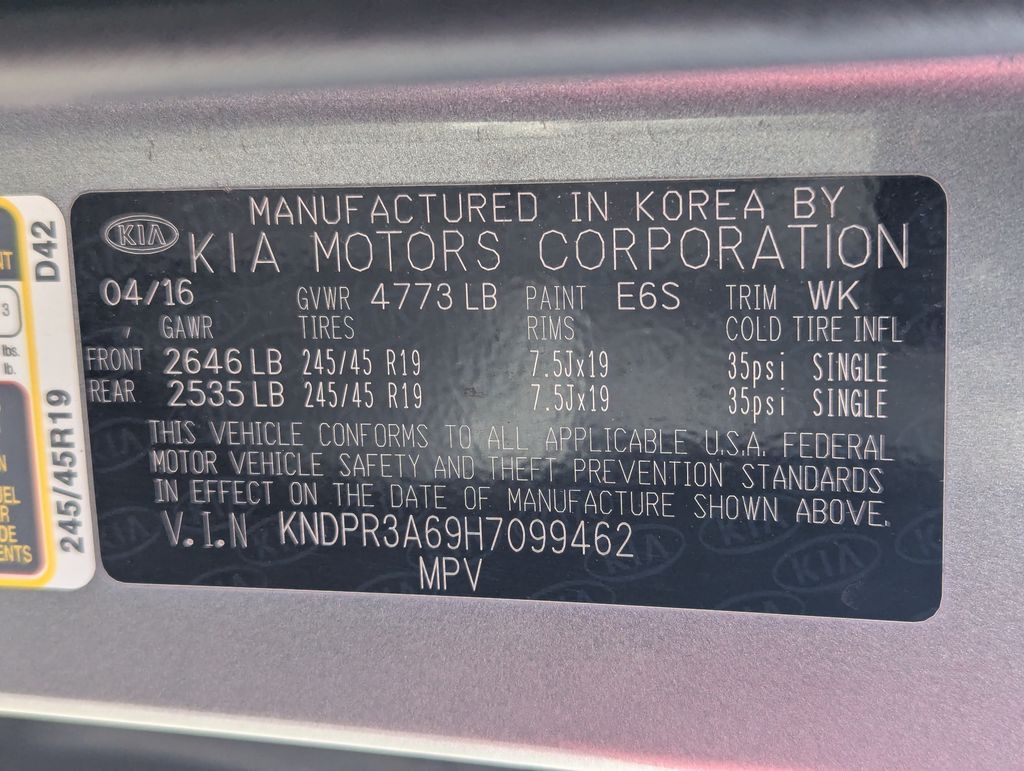 MANUFACTURED IN KOREA BY
KIA KIA MOTORS CORPORATION
04/16 GVWR 4773 LB PAINT E6S TRIM WK
GAWR TIRES RIMS COLD TIRE INFL
FRONT 2646 LB 245/45 R19 7.5Jx19 35psi SINGLE
REAR 2535 LB 245/45 R19 7.5Jx19 35psi SINGLE
THIS VEHICLE CONFORMS TO ALL APPLICABLE U.S.A. FEDERAL
MOTOR VEHICLE SAFETY AND THEFT PREVENTION STANDARDS
IN EFFECT ON THE DATE OF MANUFACTURE SHOWN ABOVE.
V.I.N KNDPR3A69H7099462
MPV
D42
245/45R19
3
lbs.
lb.